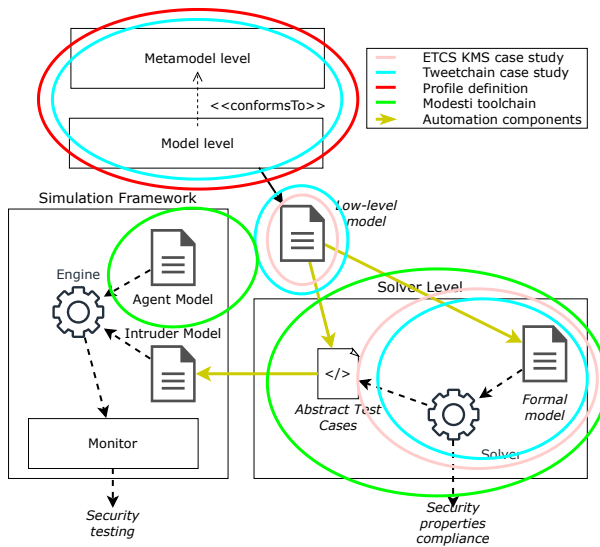 Metamodel level
<<conformsTo>>
Model level
ETCS KMS case study
Tweetchain case study
Profile definition
Modesti toolchain
Automation components
Simulation Framework
Low-level
model
Engine
Agent Model
Intruder Model
Monitor
Security
testing
Solver Level
</>
Abstract Test
Cases
Formal
model
Solver
Security
properties
compliance